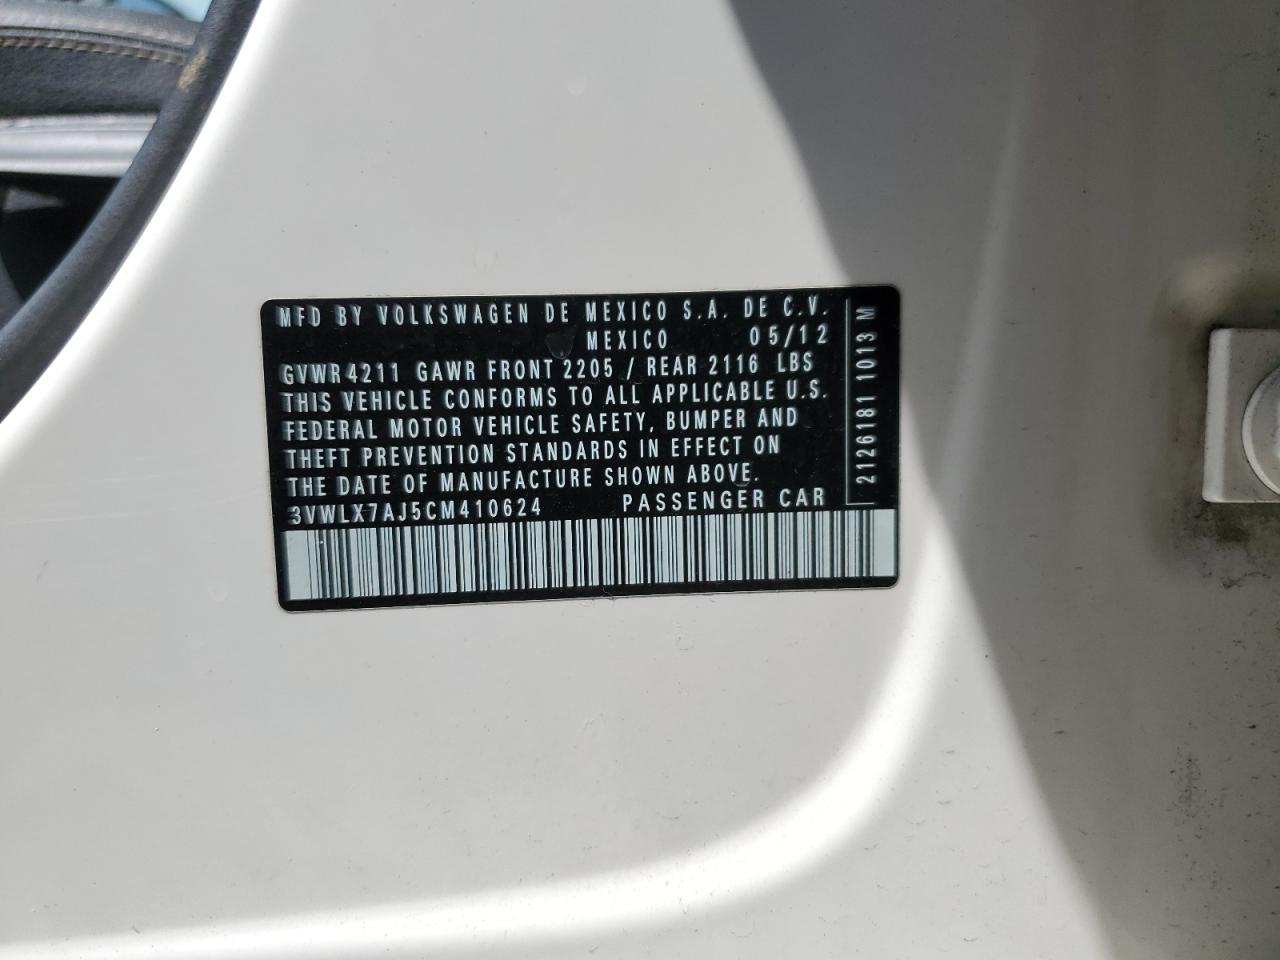 MFD BY VOLKSWAGEN DE MEXICO S.A. DE C.V.
MEXICO 05/12
GVWR 4211 GAWR FRONT 2205 / REAR 2116 LBS
THIS VEHICLE CONFORMS TO ALL APPLICABLE U.S.
FEDERAL MOTOR VEHICLE SAFETY, BUMPER AND
THEFT PREVENTION STANDARDS IN EFFECT ON
THE DATE OF MANUFACTURE SHOWN ABOVE.
3VWLX7AJ5CM410624 PASSENGER CAR
2126181 1013 M